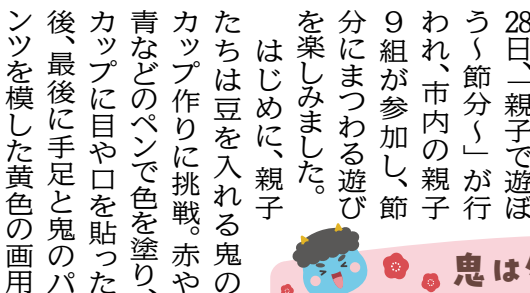 28日、「親子で遊ぼ
う～節分～」が行
われ、市内の親子
９組が参加し、節
分にまつわる遊び
を楽しみました。
はじめに、親子
たちは豆を入れる鬼の
カップ作りに挑戦。赤や
青などのペンで色を塗り、
カップに目や口を貼った
後、最後に手足と鬼のパ
ンツを模した黄色の画用
鬼は